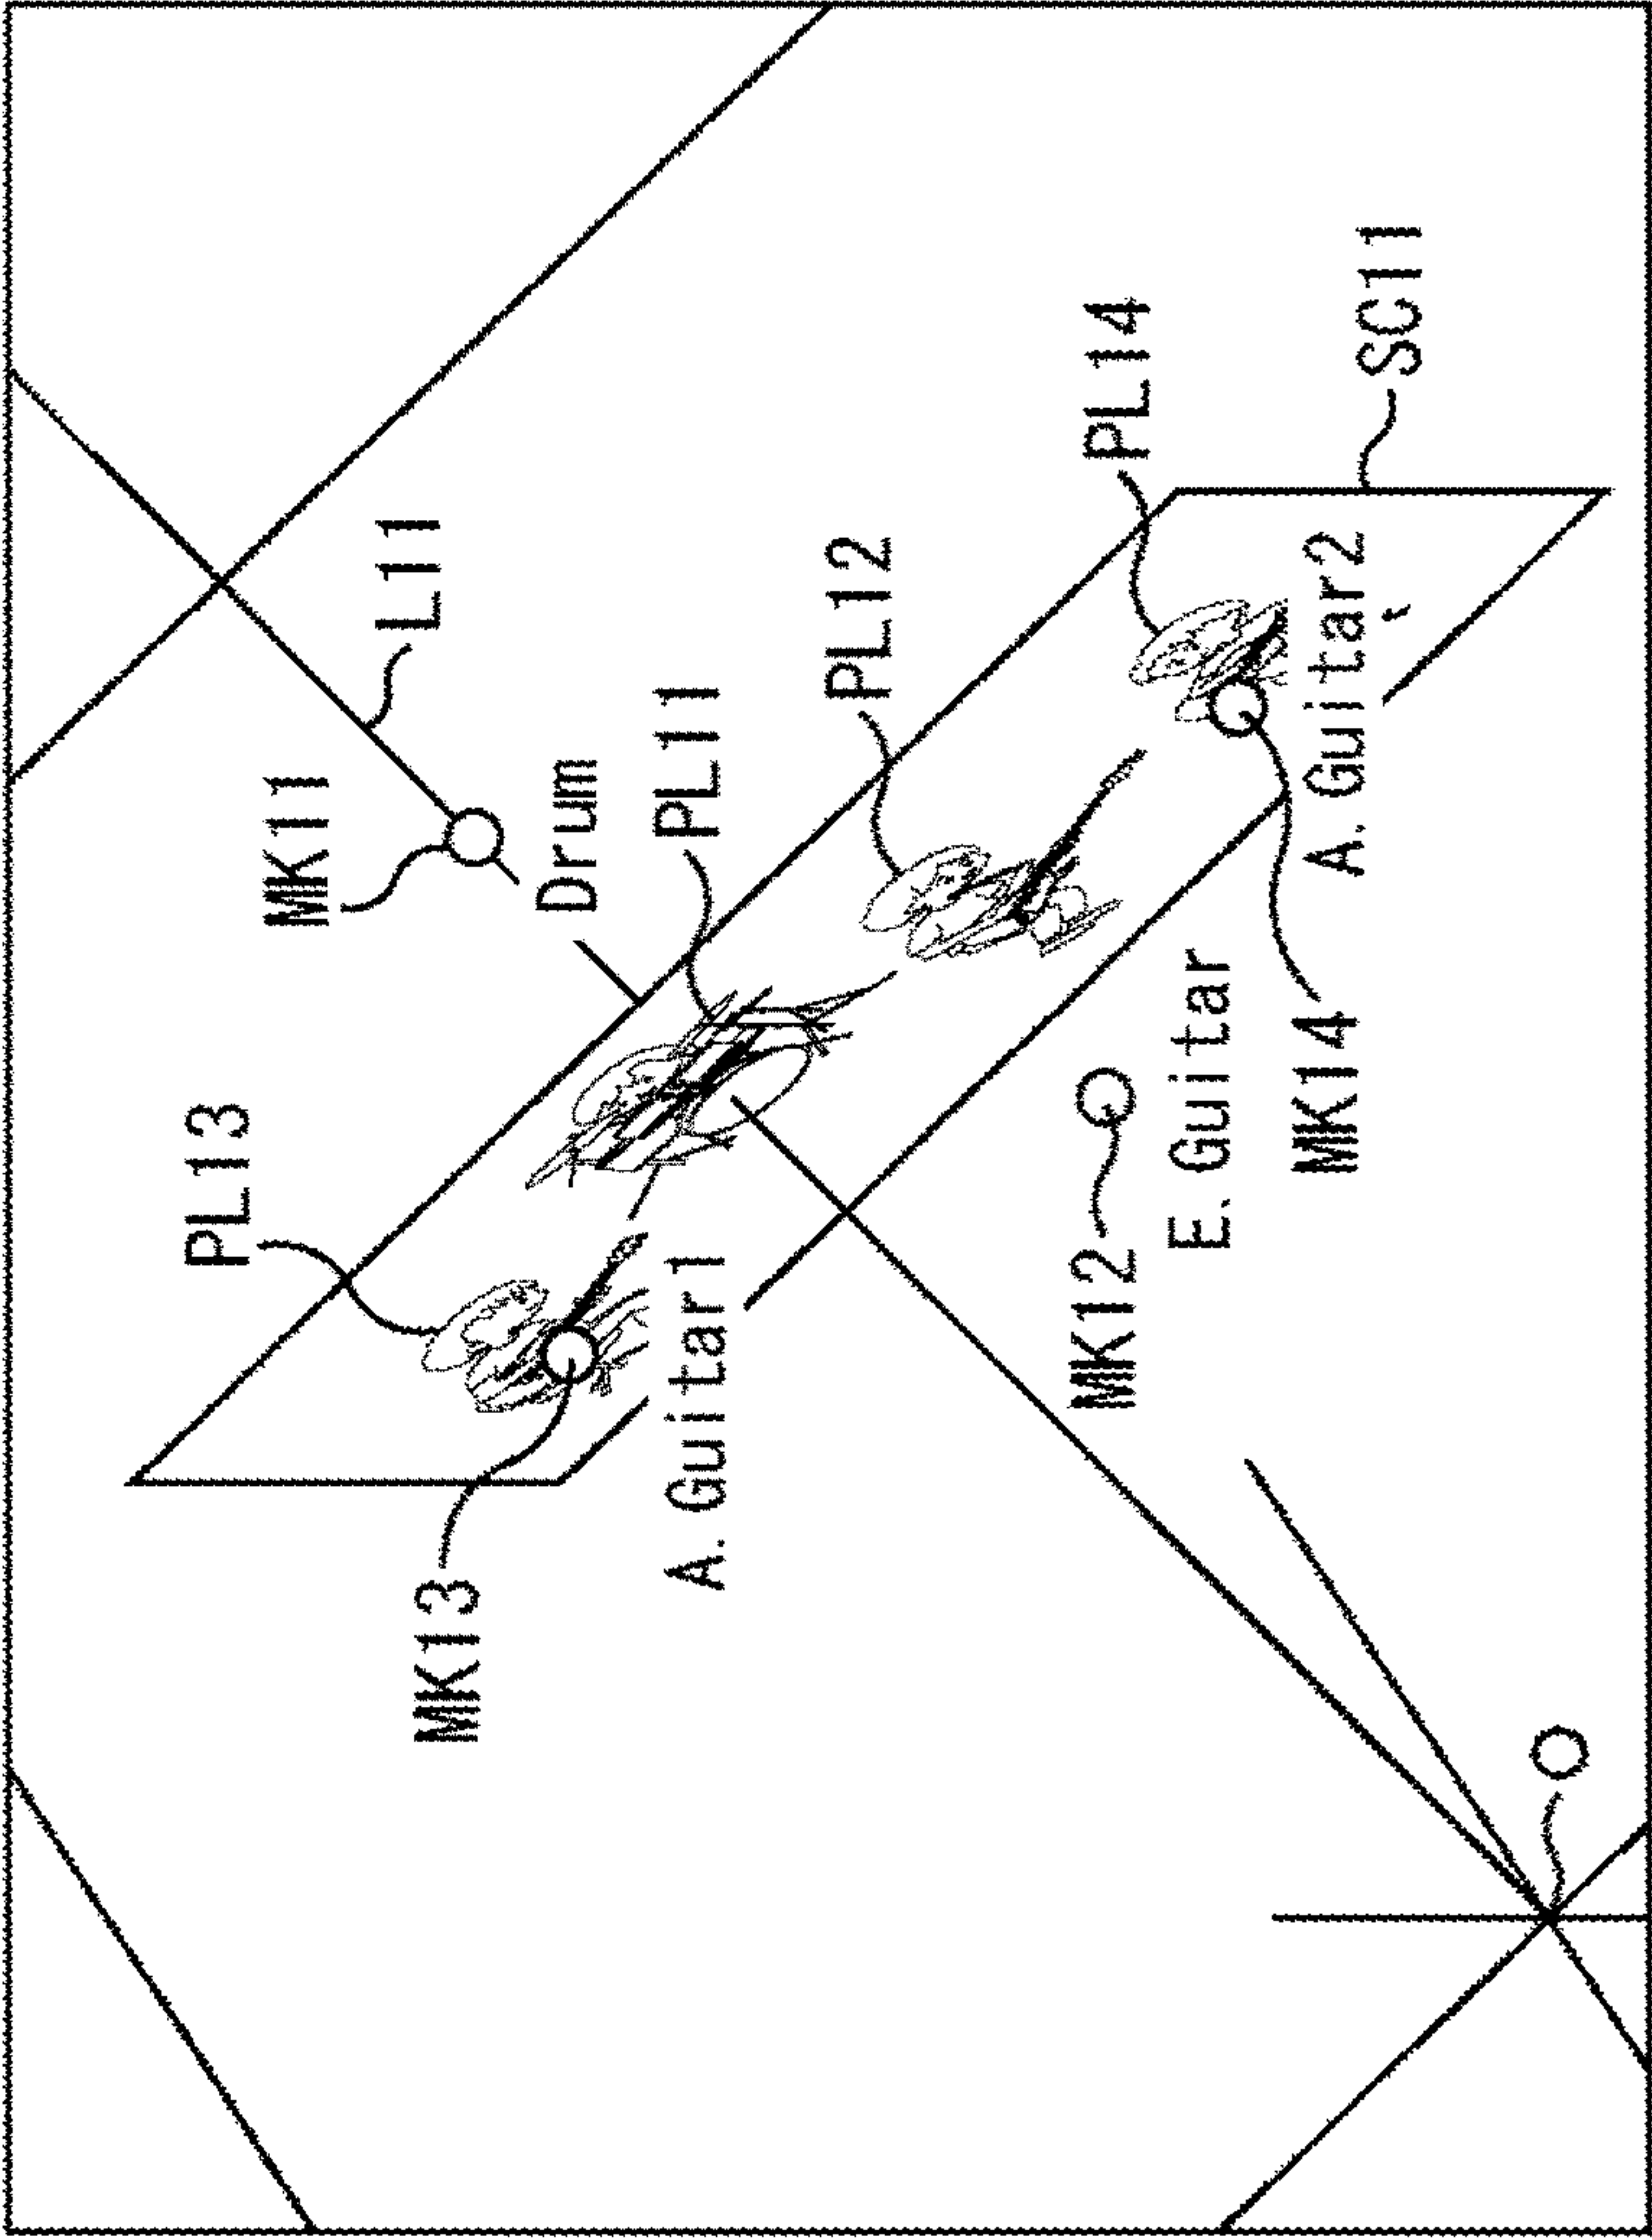 PL13
MK11
L11
MK13
Drum
PL11
A. Guitar1
PL12
MK12
PL14
E. Guitar
MK14
A. Guitar2
SC11
O